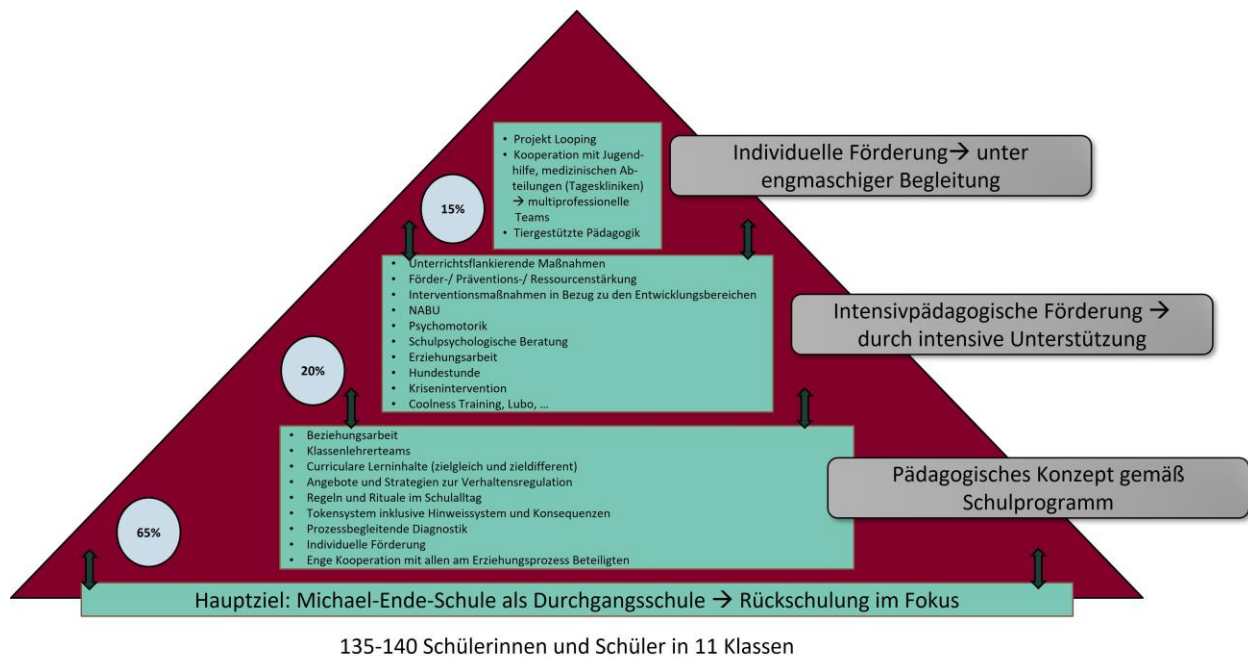 • Projekt Looping
• Kooperation mit Jugend-
hilfe, medizinischen Ab-
teilungen (Tageskliniken)
→ multiprofessionelle
Teams
• Tiergestützte Pädagogik
Individuelle Förderung→ unter
engmaschiger Begleitung
15%
• Unterrichtsflankierende Maßnahmen
• Förder-/ Präventions-/ Ressourcenstärkung
• Interventionsmaßnahmen in Bezug zu den Entwicklungsbereichen
• NABU
• Psychomotorik
• Schulpsychologische Beratung
• Erziehungsarbeit
• Hundestunde
• Krisenintervention
• Coolness Training, Lubo, ...
Intensivpädagogische Förderung →
durch intensive Unterstützung
20%
• Beziehungsarbeit
• Klassenlehrerteams
• Curriculare Lerninhalte (zielgleich und zieldifferent)
• Angebote und Strategien zur Verhaltensregulation
• Regeln und Rituale im Schulalltag
• Tokensystem inklusive Hinweissystem und Konsequenzen
• Prozessbegleitende Diagnostik
• Individuelle Förderung
• Enge Kooperation mit allen am Erziehungsprozess Beteiligten
Pädagogisches Konzept gemäß
Schulprogramm
65%
Hauptziel: Michael-Ende-Schule als Durchgangsschule → Rückschulung im Fokus
135-140 Schülerinnen und Schüler in 11 Klassen